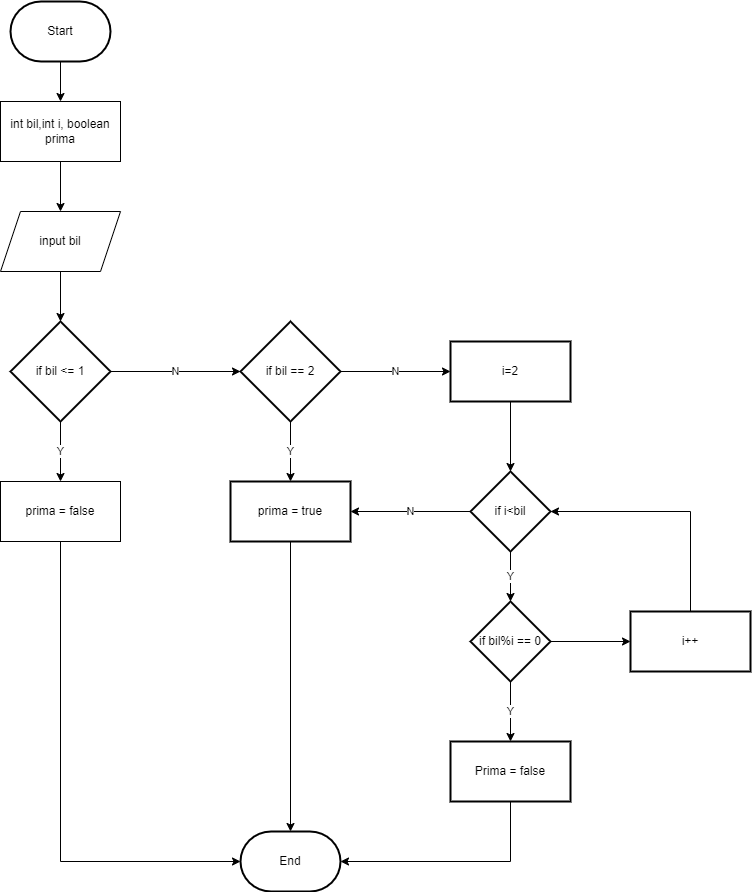 Start
int bil,int i, boolean
prima
input bil
if bil <= 1
N
if bil == 2
N
i=2
Y
Y
prima = false
prima = true
N
if i<bil
Y
if bil%i == 0
i++
Y
Prima = false
End